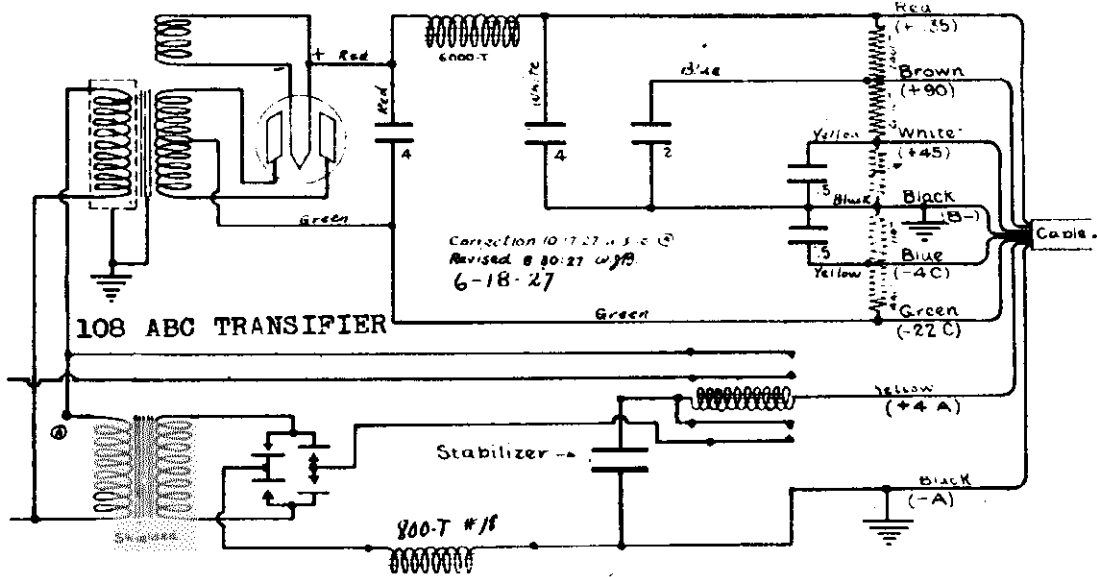 Red
(+135)
+ Red
6000-T
Blue
Brown
(+90)
Red
White
Yellow
White
(+45)
4
4
2
.5
Black
Black
(B-)
Green
Cable.
Correction 10 17 27
Revised 8 30:27
6-18-27
.5
Yellow
Blue
(-4C)
Green
Green
(-22C)
108 ABC TRANSIFIER
Yellow
(+4 A)
Stabilizer
Black
(-A)
800-T #18